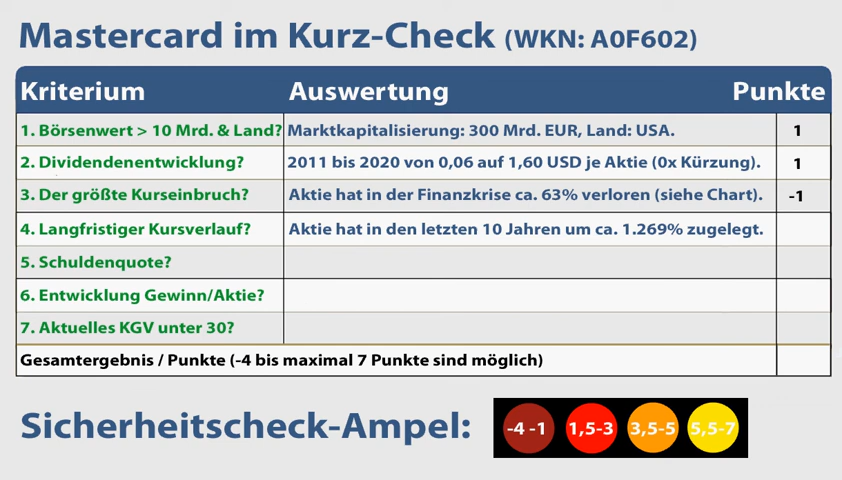 Mastercard im Kurz-Check (WKN: A0F602)
Kriterium Auswertung Punkte
1. Börsenwert > 10 Mrd. & Land? Marktkapitalisierung: 300 Mrd. EUR, Land: USA. 1
2. Dividendenentwicklung? 2011 bis 2020 von 0,06 auf 1,60 USD je Aktie (0x Kürzung). 1
3. Der größte Kurseinbruch? Aktie hat in der Finanzkrise ca. 63% verloren (siehe Chart). -1
4. Langfristiger Kursverlauf? Aktie hat in den letzten 10 Jahren um ca. 1.269% zugelegt.
5. Schuldenquote?
6. Entwicklung Gewinn/Aktie?
7. Aktuelles KGV unter 30?
Gesamtergebnis / Punkte (-4 bis maximal 7 Punkte sind möglich)
Sicherheitscheck-Ampel: -4 -1 1,5-3 3,5-5 5,5-7